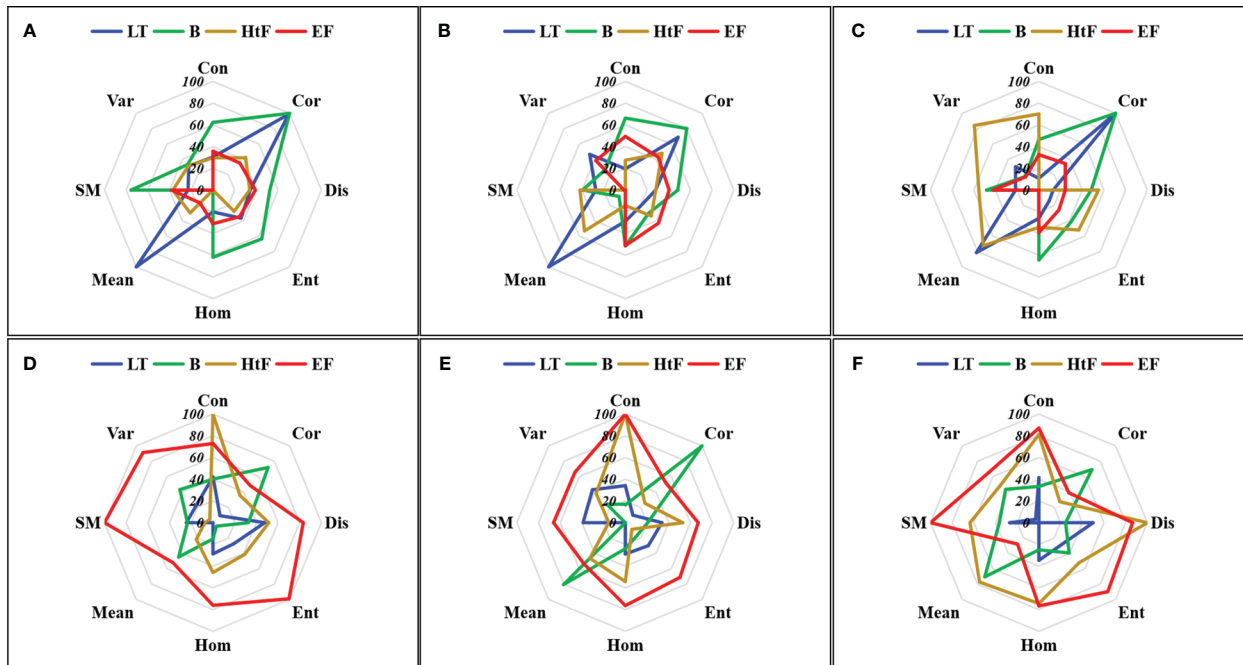 A
LT B HtF EF
Con
100
80
60
40
20
0
Var
Cor
SM
Dis
Mean
Ent
Hom
B
LT B HtF EF
Con
100
80
60
40
20
0
Var
Cor
SM
Dis
Mean
Ent
Hom
C
LT B HtF EF
Con
100
80
60
40
20
0
Var
Cor
SM
Dis
Mean
Ent
Hom
D
LT B HtF EF
Con
100
80
60
40
20
0
Var
Cor
SM
Dis
Mean
Ent
Hom
E
LT B HtF EF
Con
100
80
60
40
20
0
Var
Cor
SM
Dis
Mean
Ent
Hom
F
LT B HtF EF
Con
100
80
60
40
20
0
Var
Cor
SM
Dis
Mean
Ent
Hom